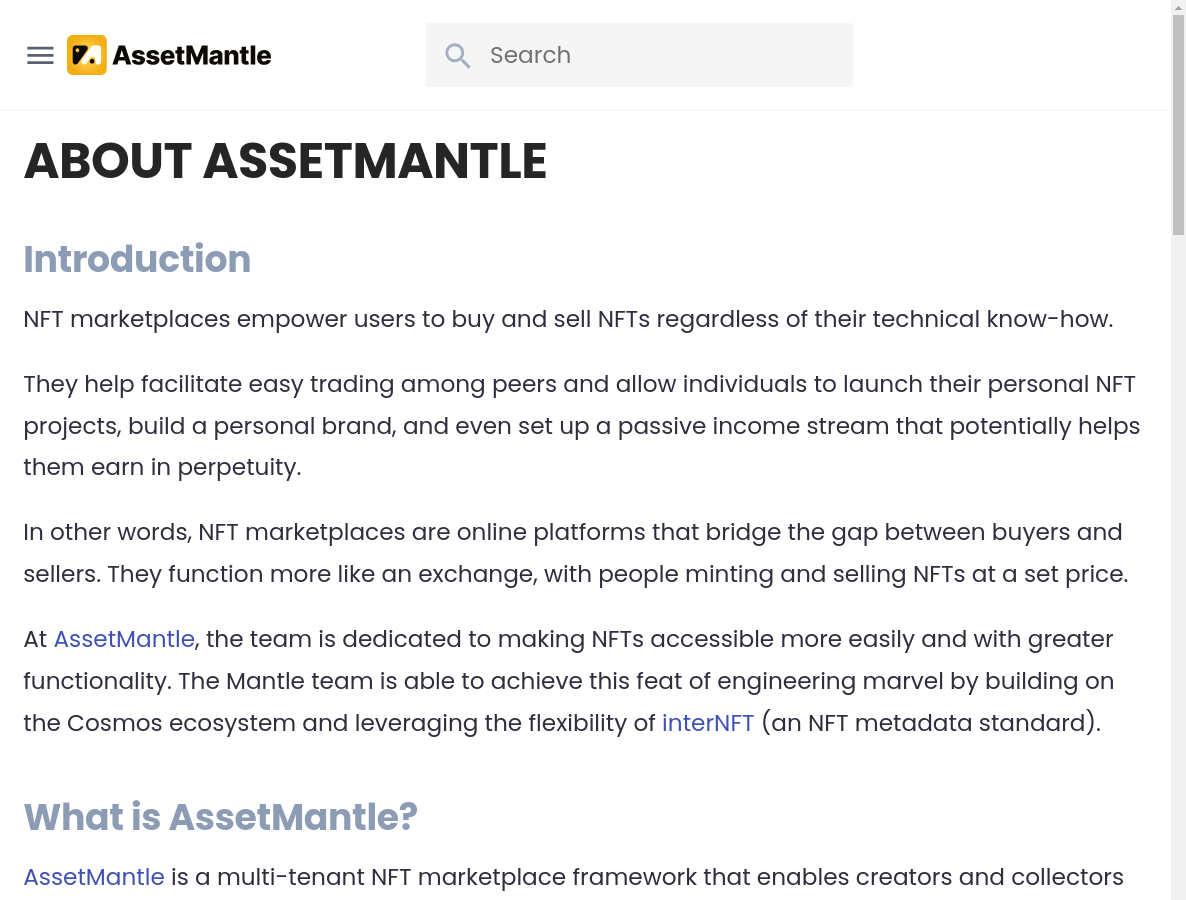 AssetMantle
Search
ABOUT ASSETMANTLE
Introduction
NFT marketplaces empower users to buy and sell NFTs regardless of their technical know-how.
They help facilitate easy trading among peers and allow individuals to launch their personal NFT
projects, build a personal brand, and even set up a passive income stream that potentially helps
them earn in perpetuity.
In other words, NFT marketplaces are online platforms that bridge the gap between buyers and
sellers. They function more like an exchange, with people minting and selling NFTs at a set price.
At AssetMantle, the team is dedicated to making NFTs accessible more easily and with greater
functionality. The Mantle team is able to achieve this feat of engineering marvel by building on
the Cosmos ecosystem and leveraging the flexibility of interNFT (an NFT metadata standard).
What is AssetMantle?
AssetMantle is a multi-tenant NFT marketplace framework that enables creators and collectors